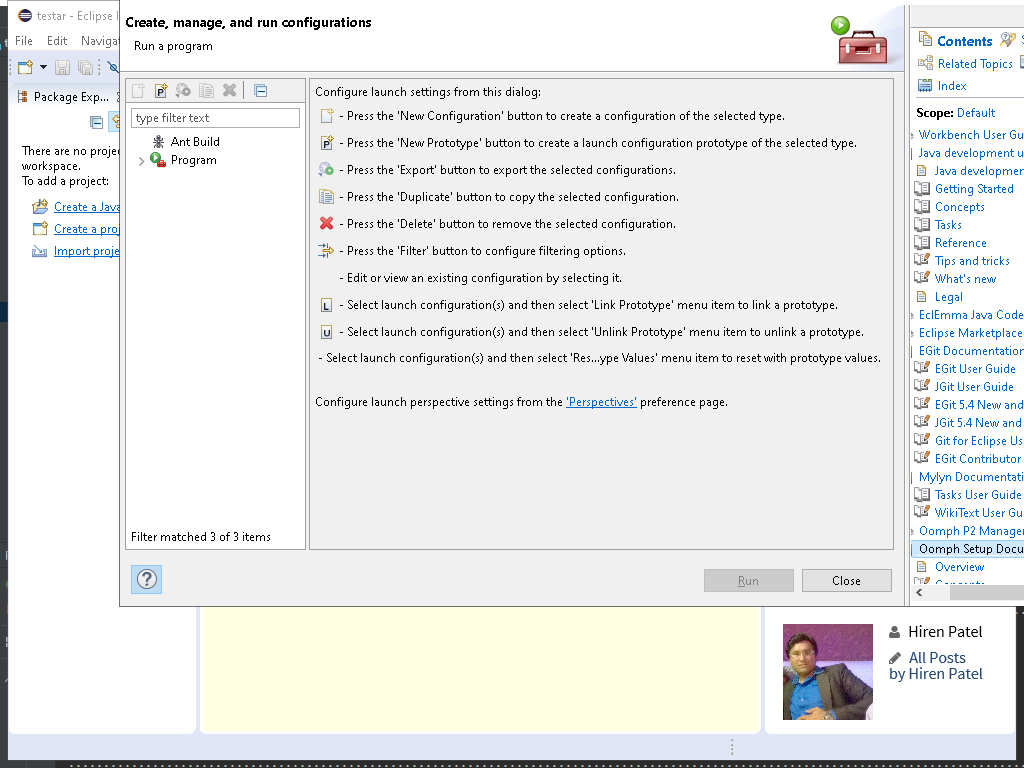 testar - Eclipse I
File Edit Navigat
Package Exp...
There are no projec
workspace.
To add a project:
Create a Java
Create a proj
Import proje
Create, manage, and run configurations
Run a program
type filter text
Ant Build
Program
Filter matched 3 of 3 items
Configure launch settings from this dialog:
- Press the 'New Configuration' button to create a configuration of the selected type.
- Press the 'New Prototype' button to create a launch configuration prototype of the selected type.
- Press the 'Export' button to export the selected configurations.
- Press the 'Duplicate' button to copy the selected configuration.
- Press the 'Delete' button to remove the selected configuration.
- Press the 'Filter' button to configure filtering options.
- Edit or view an existing configuration by selecting it.
- Select launch configuration(s) and then select 'Link Prototype' menu item to link a prototype.
- Select launch configuration(s) and then select 'Unlink Prototype' menu item to unlink a prototype.
- Select launch configuration(s) and then select 'Res...ype Values' menu item to reset with prototype values.
Configure launch perspective settings from the 'Perspectives' preference page.
Run
Close
Contents
Related Topics
Index
Scope: Default
Workbench User Gu
Java development u
Java developmer
Getting Started
Concepts
Tasks
Reference
Tips and tricks
What's new
Legal
EclEmma Java Code
Eclipse Marketplace
EGit Documentation
EGit User Guide
JGit User Guide
EGit 5.4 New and
JGit 5.4 New and
Git for Eclipse Us
EGit Contributor
Mylyn Documentati
Tasks User Guide
WikiText User Gu
Oomph P2 Manager
Oomph Setup Docu
Overview
Hiren Patel
All Posts
by Hiren Patel